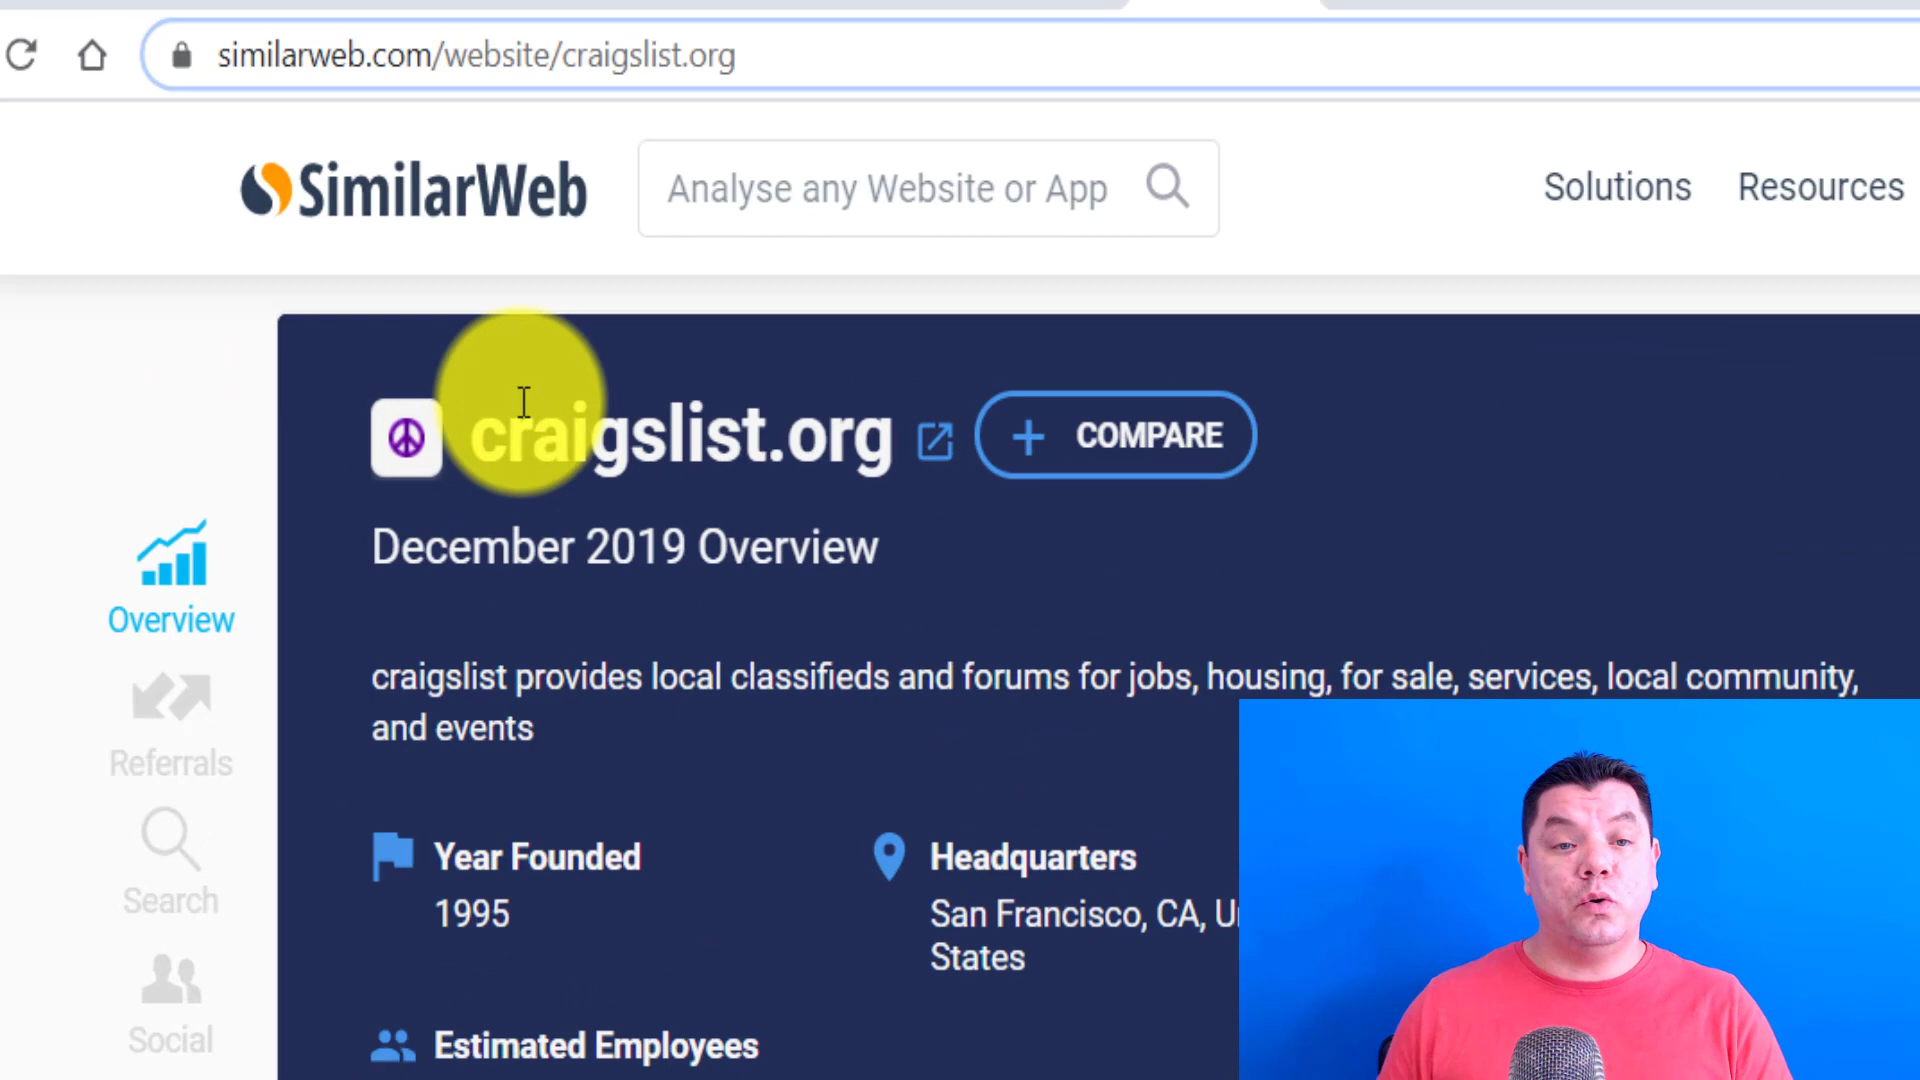 similarweb.com/website/craigslist.org
SimilarWeb
Analyse any Website or App
Solutions
Resources
craigslist.org
COMPARE
December 2019 Overview
Overview
craigslist provides local classifieds and forums for jobs, housing, for sale, services, local community,
and events
Referrals
Year Founded
Headquarters
1995
San Francisco, CA,
States
Search
Social
Estimated Employees